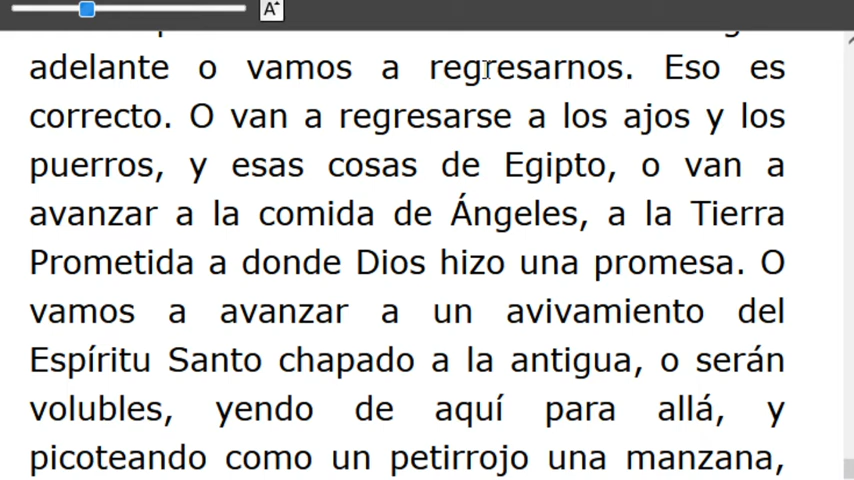 A
adelante o vamos a regresarnos. Eso es
correcto. O van a regresarse a los ajos y los
puerros, y esas cosas de Egipto, o van a
avanzar a la comida de Ángeles, a la Tierra
Prometida a donde Dios hizo una promesa. O
vamos a avanzar a un avivamiento del
Espíritu Santo chapado a la antigua, o serán
volubles, yendo de aquí para allá, y
picoteando como un petirrojo una manzana,